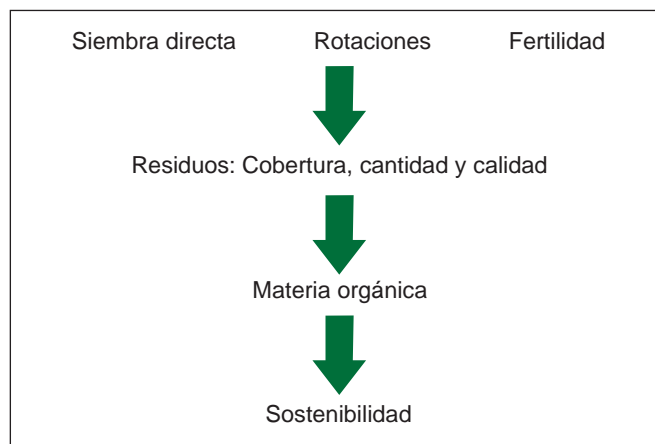 Siembra directa Rotaciones Fertilidad
Residuos: Cobertura, cantidad y calidad
Materia orgánica
Sostenibilidad